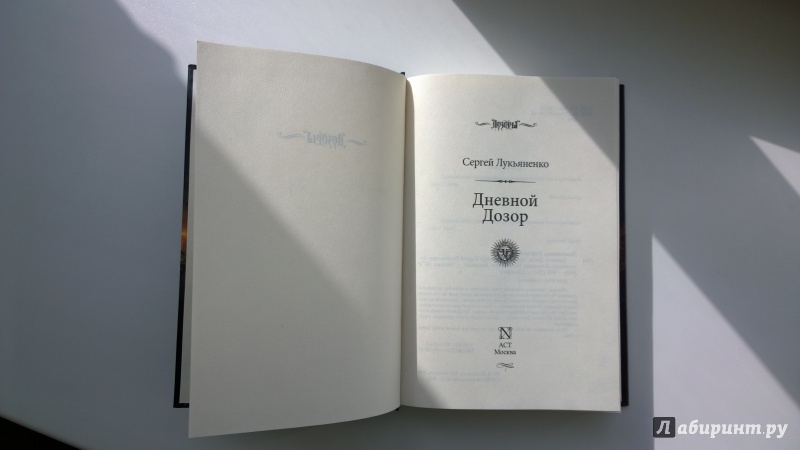 Дозоры
Сергей Лукьяненко
Дневной
Дозор
N
АСТ
Москва
Лабиринт.ру